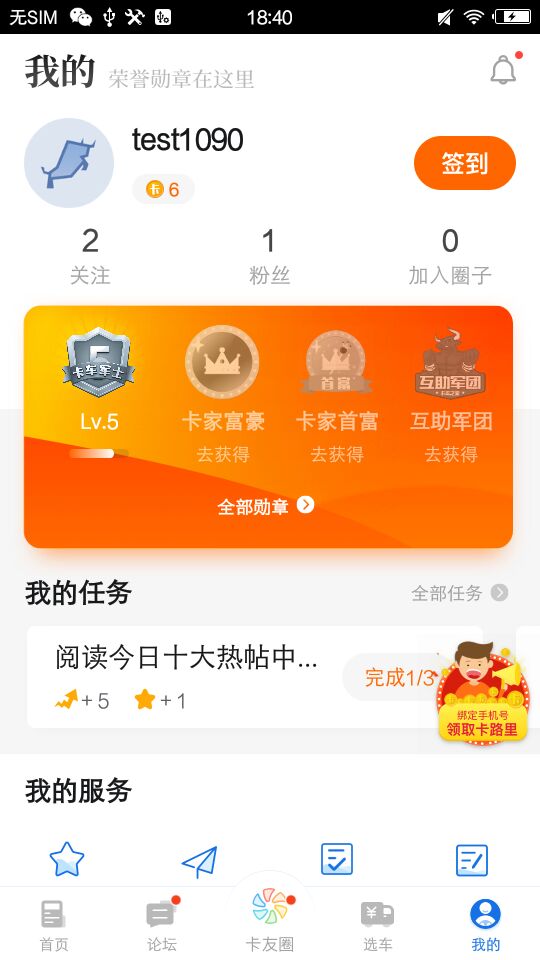 无SIM 18:40
我的 荣誉勋章在这里
test1090
卡 6
签到
2 1 0
关注 粉丝 加入圈子
5
卡车军士
首富
互助军团
Lv.5 卡家富豪 卡家首富 互助军团
去获得 去获得 去获得
全部勋章
我的任务 全部任务
阅读今日十大热帖中...
+5 +1
完成1/3
绑定手机号
领取卡路里
我的服务
首页 论坛 卡友圈 选车 我的